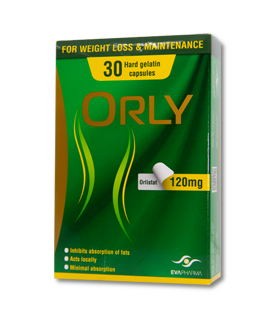 FOR WEIGHT LOSS & MAINTENANCE
30 Hard gelatin
capsules
ORLY
Orlistat 120mg
Inhibits absorption of fats
Acts locally
Minimal absorption
EVAPHARMA